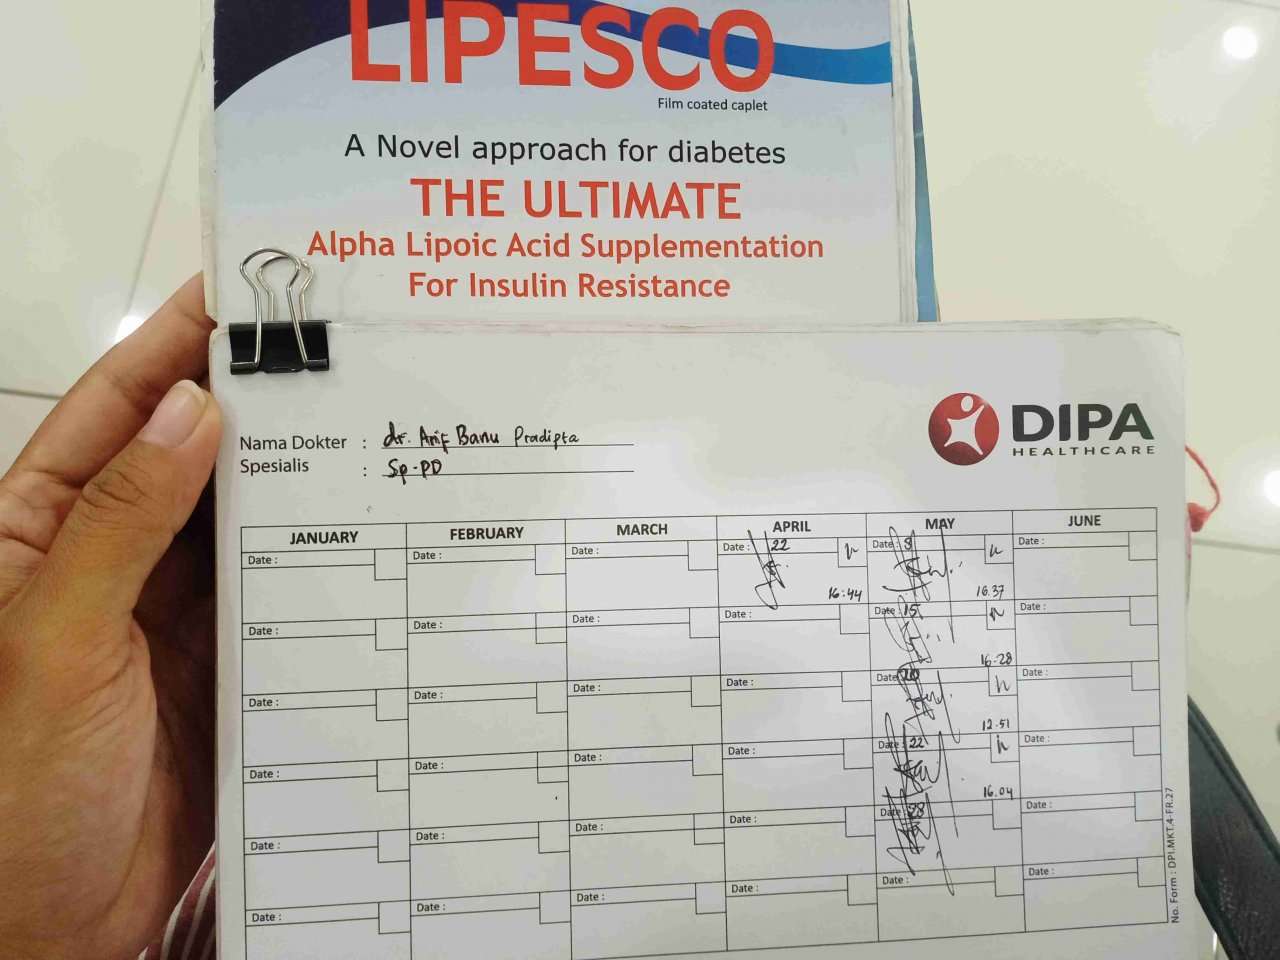 LIPESCO
Film coated caplet
A Novel approach for diabetes
THE ULTIMATE
Alpha Lipoic Acid Supplementation
For Insulin Resistance
DIPA
HEALTHCARE
Nama Dokter : dr. Arif Banu Pradipta
Spesialis : Sp-PD
JANUARY FEBRUARY MARCH APRIL MAY JUNE
Date : Date : Date : Date : 22 Date : 8 Date :
16:44 16.37
Date : Date : Date : Date : Date : 15 Date :
16-28
Date : Date : Date : Date : Date : 20 Date :
12.51
Date : Date : Date : Date : Date : 22 Date :
16.04
Date : Date : Date : Date : Date : 28 Date :
Date : Date : Date : Date : Date : Date :
No. Form : DPI.MKT.4-FR.27